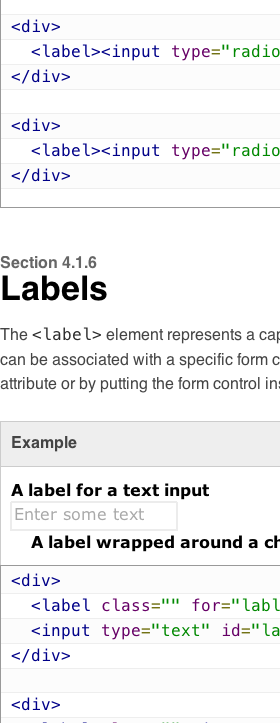 <div>
<label><input type="radio
</div>
<div>
<label><input type="radio
</div>
Section 4.1.6
Labels
The <label> element represents a cap
can be associated with a specific form c
attribute or by putting the form control ins
Example
A label for a text input
Enter some text
A label wrapped around a ch
<div>
<label class="" for="labl
<input type="text" id="la
</div>
<div>